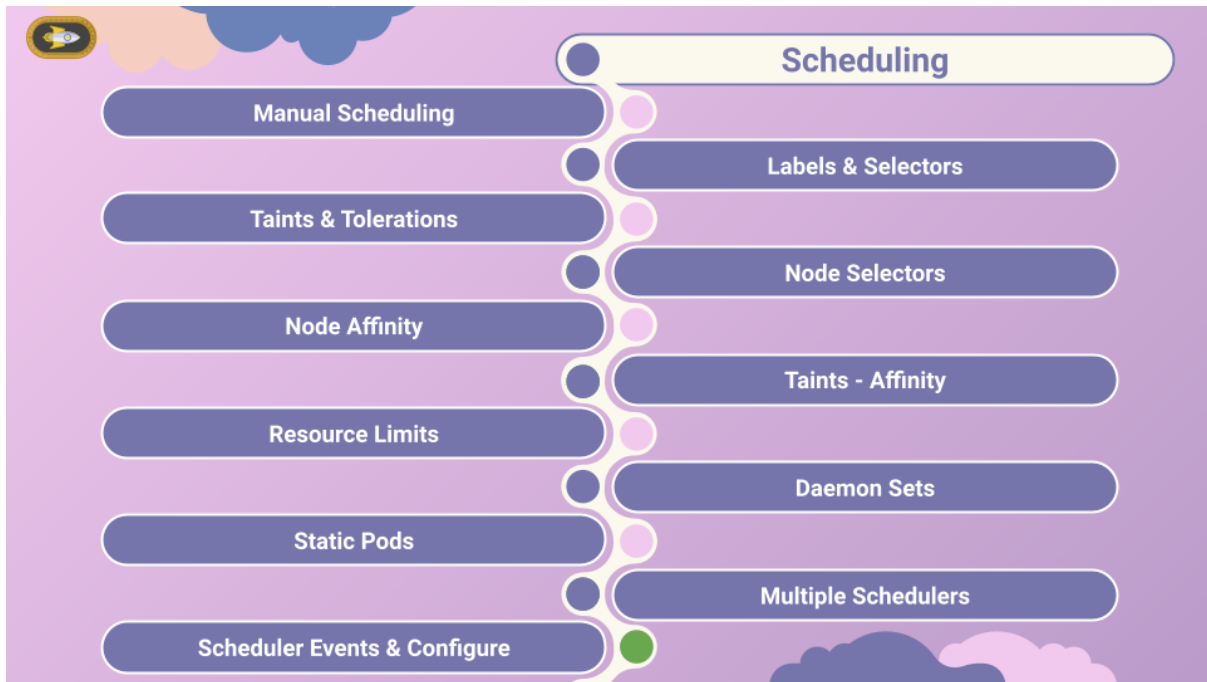 Scheduling
Manual Scheduling
Labels & Selectors
Taints & Tolerations
Node Selectors
Node Affinity
Taints - Affinity
Resource Limits
Daemon Sets
Static Pods
Multiple Schedulers
Scheduler Events & Configure